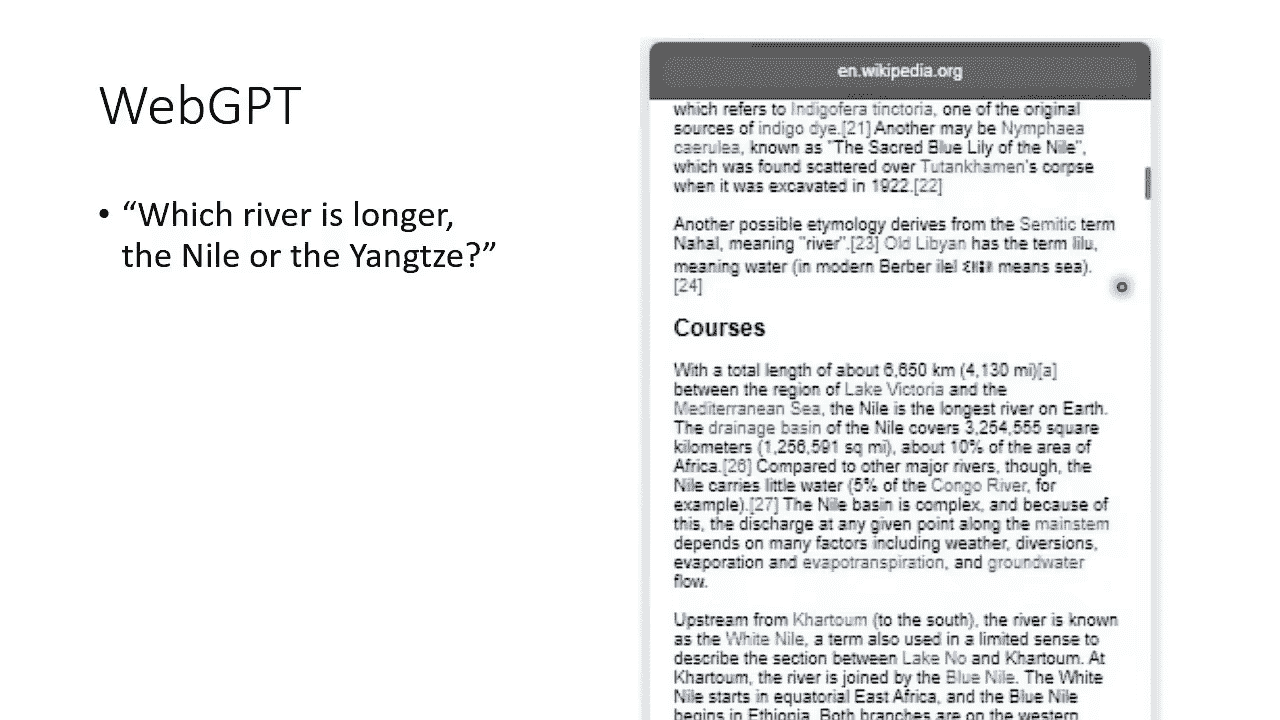 WebGPT
• “Which river is longer,
the Nile or the Yangtze?”
en.wikipedia.org
which refers to Indigofera tinctoria, one of the original
sources of indigo dye.[21] Another may be Nymphaea
caerulea, known as "The Sacred Blue Lily of the Nile",
which was found scattered over Tutankhamen's corpse
when it was excavated in 1922.[22]
Another possible etymology derives from the Semitic term
Nahal, meaning "river".[23] Old Libyan has the term lilu,
meaning water (in modern Berber ilel means sea).
[24]
Courses
With a total length of about 6,650 km (4,130 mi)[a]
between the region of Lake Victoria and the
Mediterranean Sea, the Nile is the longest river on Earth.
The drainage basin of the Nile covers 3,254,555 square
kilometers (1,256,591 sq mi), about 10% of the area of
Africa.[26] Compared to other major rivers, though, the
Nile carries little water (5% of the Congo River, for
example).[27] The Nile basin is complex, and because of
this, the discharge at any given point along the mainstem
depends on many factors including weather, diversions,
evaporation and evapotranspiration, and groundwater
flow.
Upstream from Khartoum (to the south), the river is known
as the White Nile, a term also used in a limited sense to
describe the section between Lake No and Khartoum. At
Khartoum, the river is joined by the Blue Nile. The White
Nile starts in equatorial East Africa, and the Blue Nile
begins in Ethiopia. Both branches are on the western